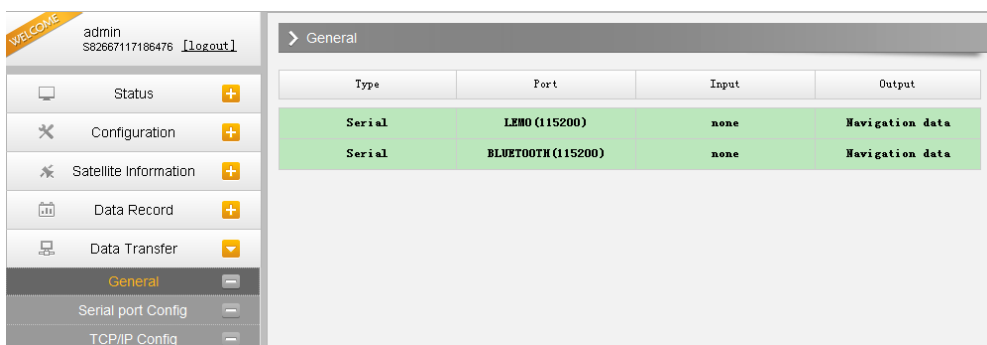 WELCOME
admin
S82667117186476 [logout]
Status
Configuration
Satellite Information
Data Record
Data Transfer
General
Serial port Config
TCP/IP Config
General
Type Port Input Output
Serial LEMO(115200) none Navigation data
Serial BLUETOOTH(115200) none Navigation data